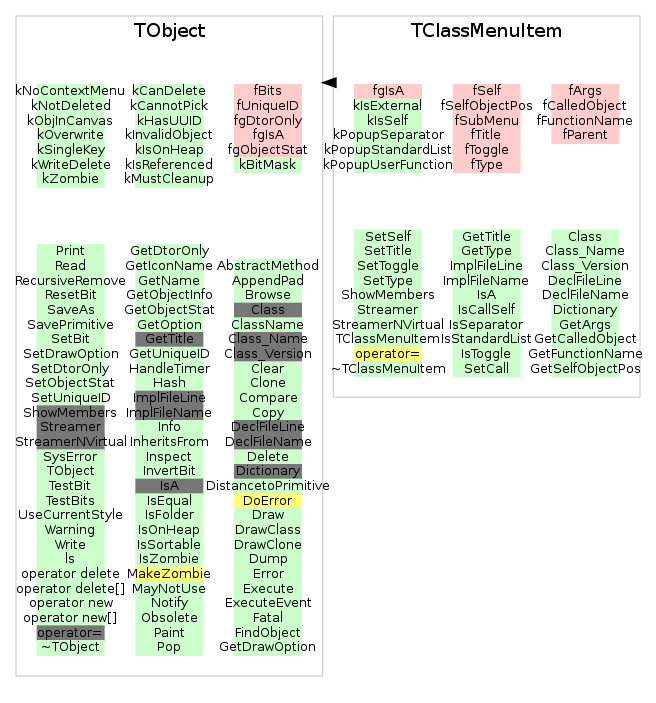 TObject
kNoContextMenu
kNotDeleted
kObjInCanvas
kOverwrite
kSingleKey
kWriteDelete
kZombie
kCanDelete
kCannotPick
kHasUUID
kInvalidObject
kIsOnHeap
kIsReferenced
kMustCleanup
fBits
fUniqueID
fgDtorOnly
fgIsA
fgObjectStat
kBitMask
Print
Read
RecursiveRemove
ResetBit
SaveAs
SavePrimitive
SetBit
SetDrawOption
SetDtorOnly
SetObjectStat
SetUniqueID
ShowMembers
Streamer
StreamerNVirtual
SysError
TObject
TestBit
TestBits
UseCurrentStyle
Warning
Write
ls
operator delete
operator delete[]
operator new
operator new[]
operator=
~TObject
GetDtorOnly
GetIconName
GetName
GetObjectInfo
GetObjectStat
GetOption
GetTitle
GetUniqueID
HandleTimer
Hash
ImplFileLine
ImplFileName
Info
InheritsFrom
Inspect
InvertBit
IsA
IsEqual
IsFolder
IsOnHeap
IsSortable
IsZombie
MakeZombie
MayNotUse
Notify
Obsolete
Paint
Pop
AbstractMethod
AppendPad
Browse
Class
ClassName
Class_Name
Class_Version
Clear
Clone
Compare
Copy
DeclFileLine
DeclFileName
Delete
Dictionary
DistancetoPrimitive
DoError
Draw
DrawClass
DrawClone
Dump
Error
Execute
ExecuteEvent
Fatal
FindObject
GetDrawOption
TClassMenuItem
fgIsA
kIsExternal
kIsSelf
kPopupSeparator
kPopupStandardList
kPopupUserFunction
fSelf
fSelfObjectPos
fSubMenu
fTitle
fToggle
fType
fArgs
fCalledObject
fFunctionName
fParent
SetSelf
SetTitle
SetToggle
SetType
ShowMembers
Streamer
StreamerNVirtual
TClassMenuItem
operator=
~TClassMenuItem
GetTitle
GetType
ImplFileLine
ImplFileName
IsA
IsCallSelf
IsSeparator
IsStandardList
IsToggle
SetCall
Class
Class_Name
Class_Version
DeclFileLine
DeclFileName
Dictionary
GetArgs
GetCalledObject
GetFunctionName
GetSelfObjectPos